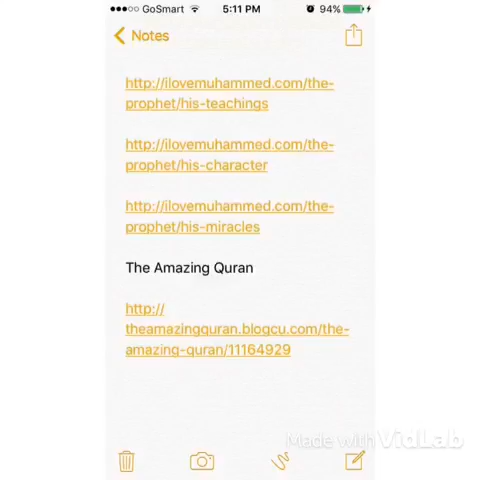 GoSmart 5:11 PM 94%
Notes
http://ilovemuhammed.com/the-
prophet/his-teachings
http://ilovemuhammed.com/the-
prophet/his-character
http://ilovemuhammed.com/the-
prophet/his-miracles
The Amazing Quran
http://
theamazingquran.blogcu.com/the-
amazing-quran/11164929
Made with VidLab